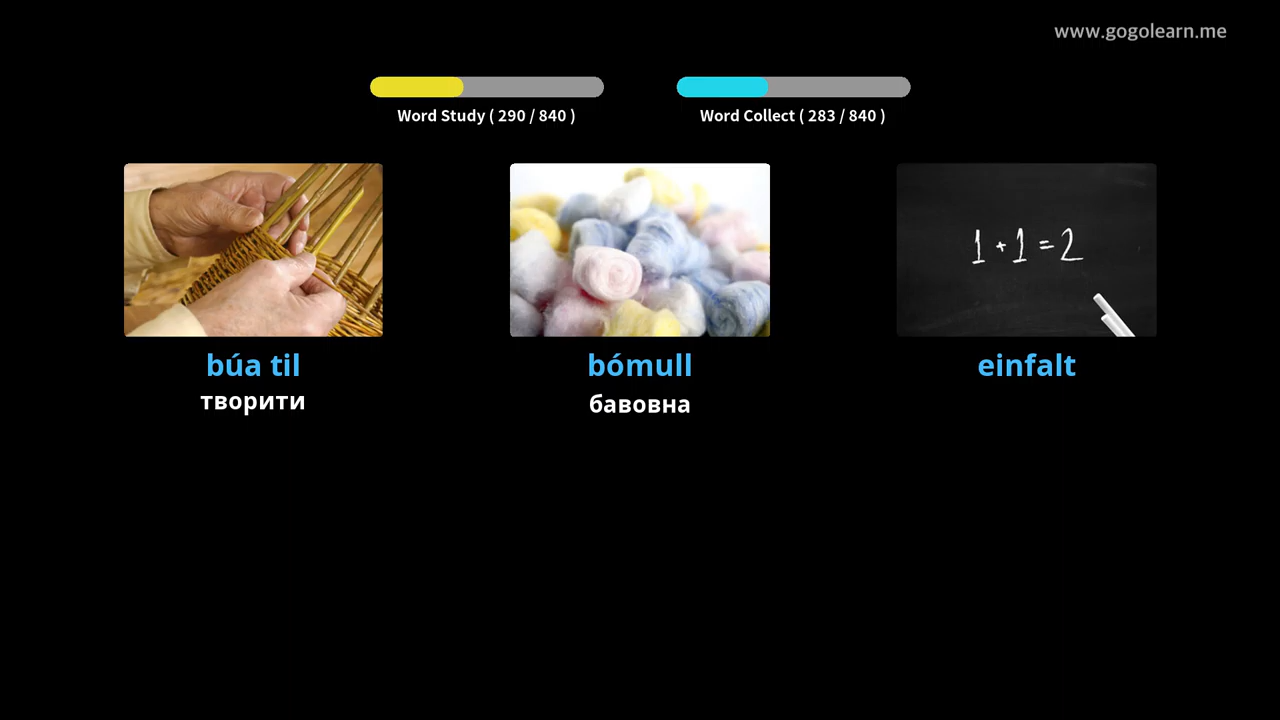 www.gogolearn.me
Word Study ( 290 / 840 )
Word Collect ( 283 / 840 )
1 + 1 = 2
búa til
bómull
einfalt
творити
бавовна